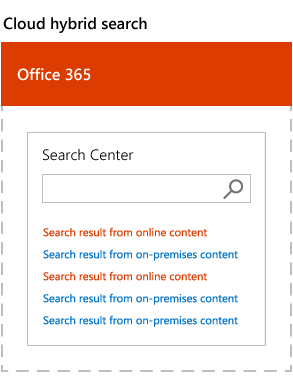 Cloud hybrid search
Office 365
Search Center
Search result from online content
Search result from on-premises content
Search result from online content
Search result from on-premises content
Search result from on-premises content